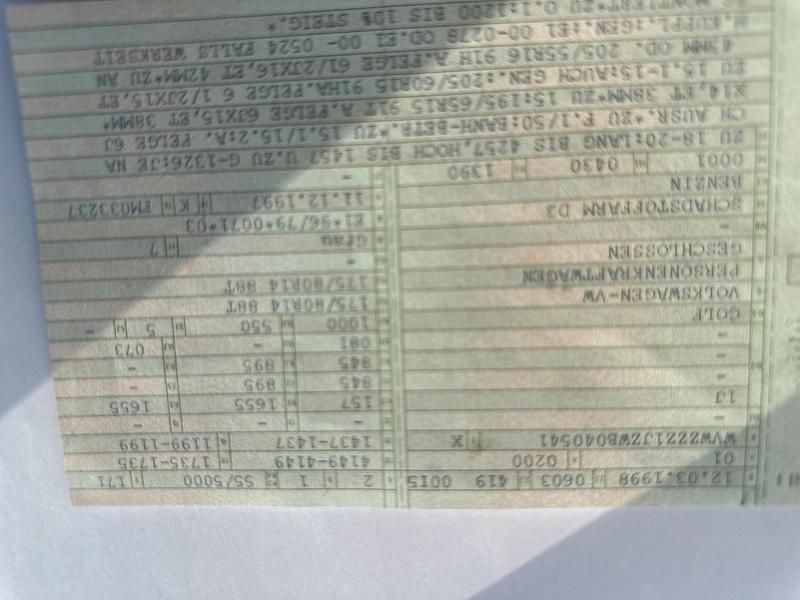 12.03.1998 0603 419 0015 2 1 55/5000 171
01 0200 4149-4149 1735-1735
WVWZZZ1JZWB040541 X 1437-1437 1199-1199
- - -
1J 157 1655 1655
- 845 895 -
- 845 895 -
- 081 - 073
GOLF 1000 550 5 -
VOLKSWAGEN-VW 175/80R14 88T
PERSONENKRAFTWAGEN 175/80R14 88T
GESCHLOSSEN -
- Grau 7
SCHADSTOFFARM D3 E1*96/79*0071*03
BENZIN 11.12.1997 K FM033237
0001 0430 1390 -
ZU 18-20:LANG BIS 4257,HOCH BIS 1457 U.ZU G-1326:JE NA
CH AUSR.*ZU F.1/50:BANH-BETR.*ZU 15.1/15.2:A. FELGE 6J
X14,ET 38MM*ZU 15:195/65R15 91T A.FELGE 6JX15,ET 38MM*
ZU 15.1-15:AUCH GEN.:205/60R15 91HA.FELGE 6 1/2JX15,ET
43MM OD. 205/55R16 91H A.FELGE 61/2JX16,ET 42MM*ZU AN
H.KUPPL.:GEN.:E1 00-0278 OD.E1 00- 0524 FALLS WERKSEIT
MONTIERT*ZU O.1:1200 BIS 10% STEIG.*